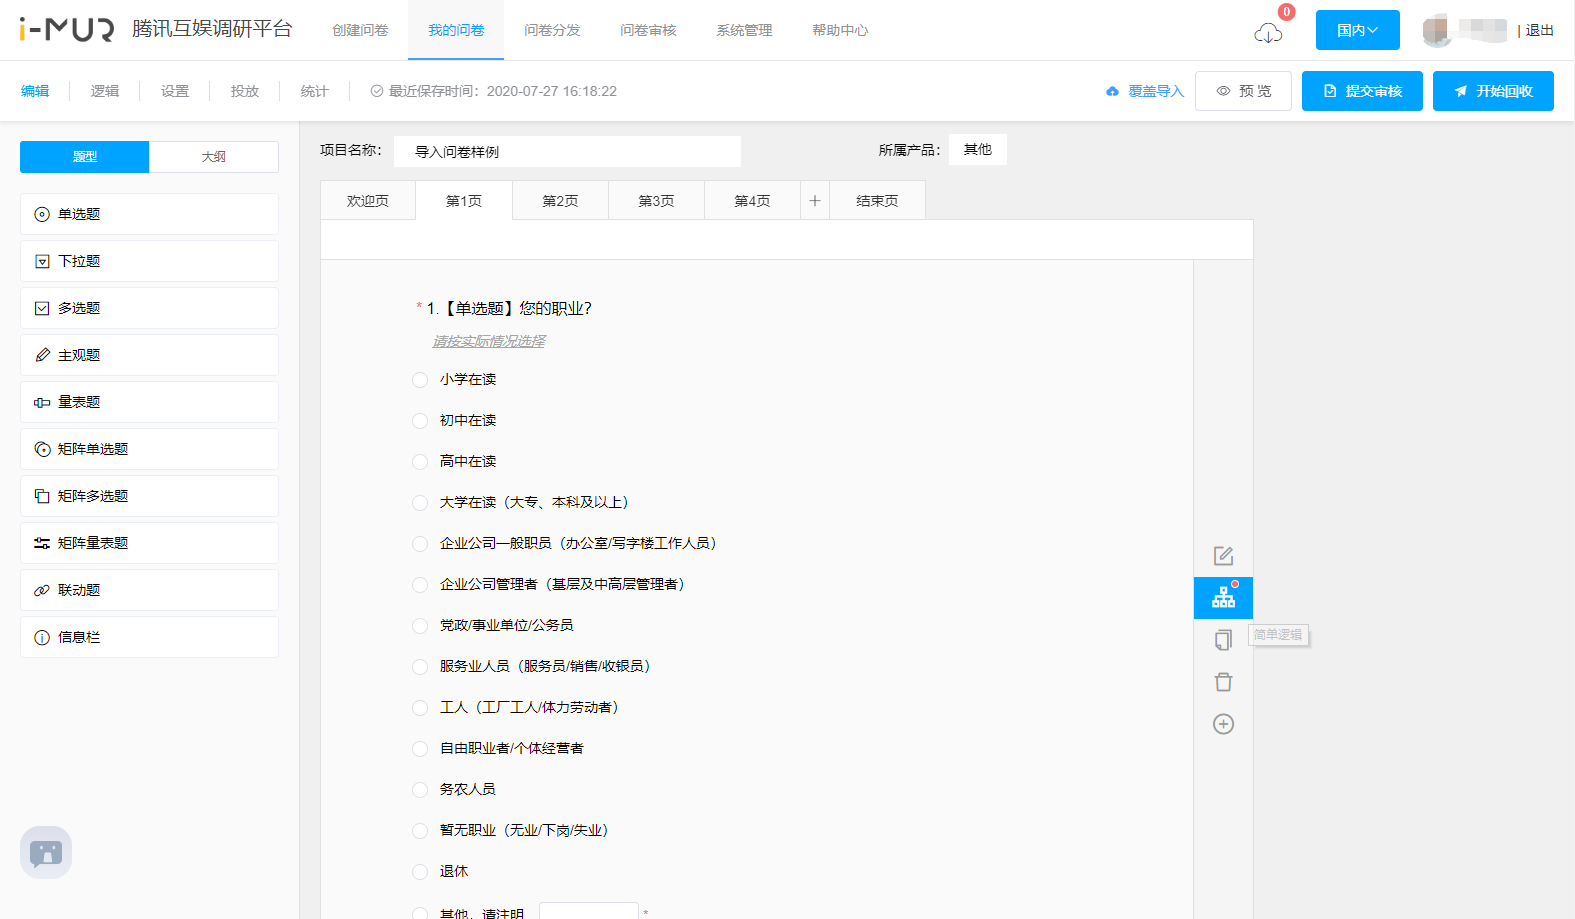 i-MUR 腾讯互娱调研平台 创建问卷 我的问卷 问卷分发 问卷审核 系统管理 帮助中心 0 国内 | 退出
编辑 逻辑 设置 投放 统计 最近保存时间：2020-07-27 16:18:22 覆盖导入 预 览 提交审核 开始回收
题型 大纲
单选题
下拉题
多选题
主观题
量表题
矩阵单选题
矩阵多选题
矩阵量表题
联动题
信息栏
项目名称： 导入问卷样例 所属产品： 其他
欢迎页 第1页 第2页 第3页 第4页 + 结束页
* 1.【单选题】您的职业？
请按实际情况选择
小学在读
初中在读
高中在读
大学在读（大专、本科及以上）
企业公司一般职员（办公室/写字楼工作人员）
企业公司管理者（基层及中高层管理者）
党政/事业单位/公务员
服务业人员（服务员/销售/收银员）
工人（工厂工人/体力劳动者）
自由职业者/个体经营者
务农人员
暂无职业（无业/下岗/失业）
退休
其他，请注明 *
简单逻辑